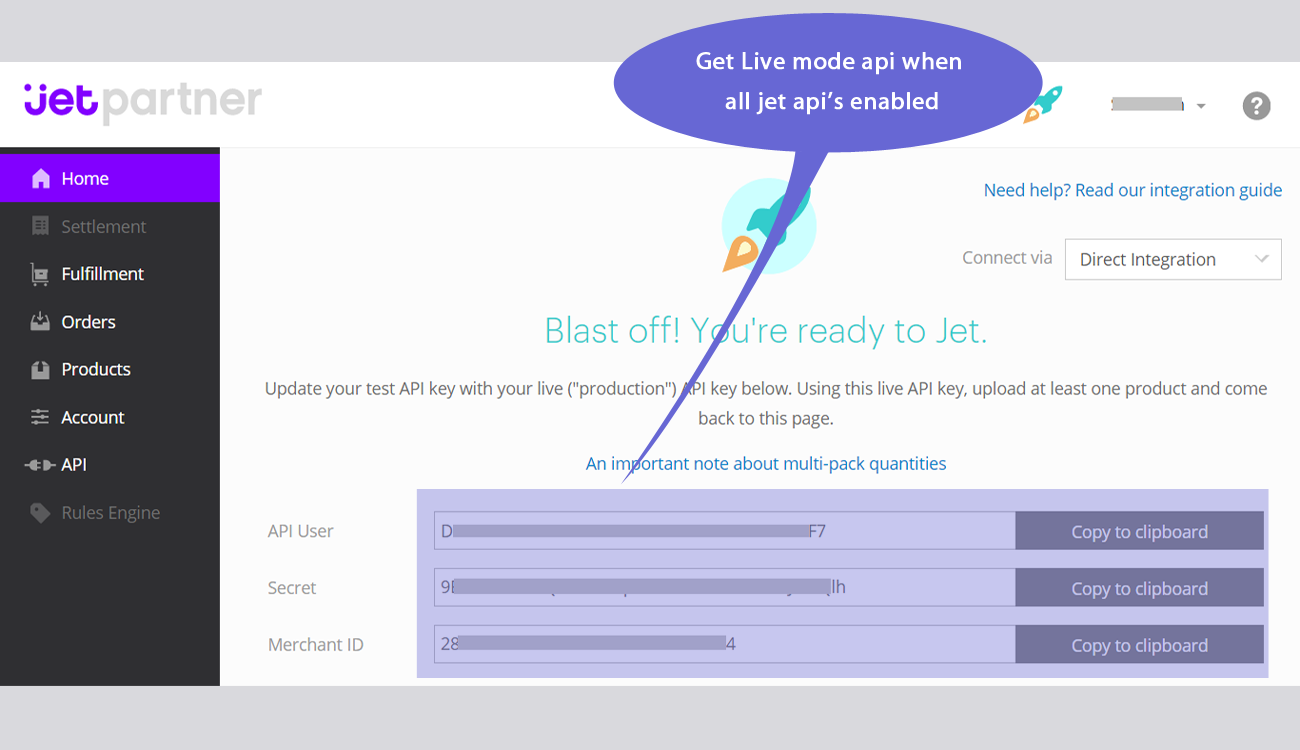 Get Live mode api when
all jet api’s enabled
jet partner
Home
Settlement
Fulfillment
Orders
Products
Account
API
Rules Engine
Need help? Read our integration guide
Connect via Direct Integration
Blast off! You're ready to Jet.
Update your test API key with your live ("production") API key below. Using this live API key, upload at least one product and come
back to this page.
An important note about multi-pack quantities
API User D F7 Copy to clipboard
Secret 9 lh Copy to clipboard
Merchant ID 28 4 Copy to clipboard